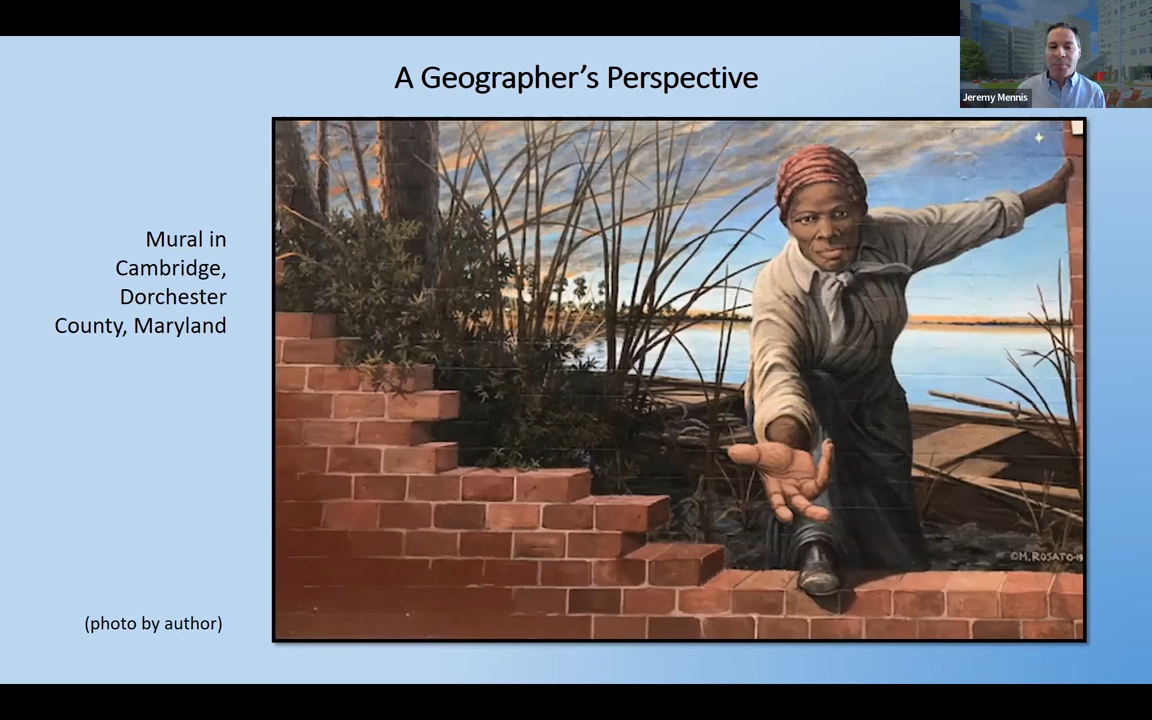 A Geographer's Perspective
Jeremy Mennis
Mural in
Cambridge,
Dorchester
County, Maryland
©M.ROSATO-19
(photo by author)